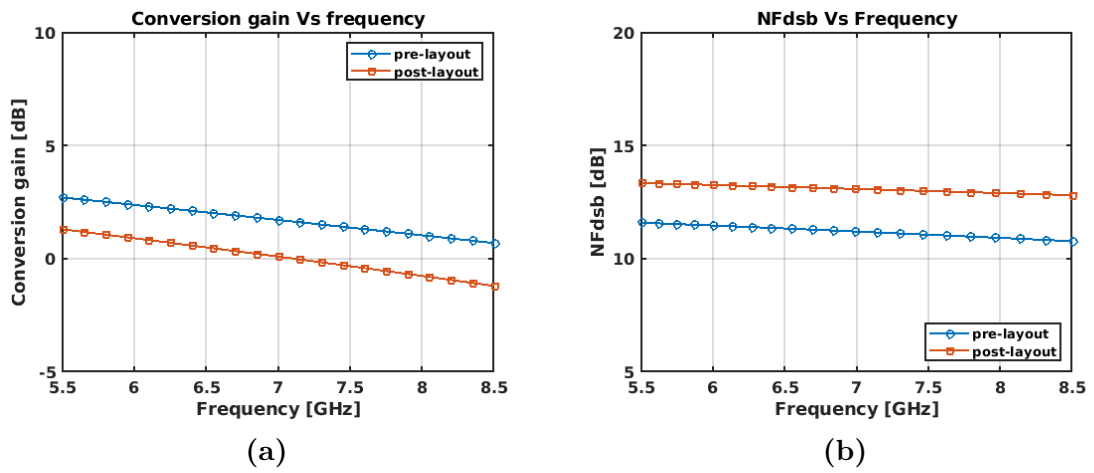 Conversion gain Vs frequency
10
5
0
-5
Conversion gain [dB]
pre-layout
post-layout
5.5 6 6.5 7 7.5 8 8.5
Frequency [GHz]
(a)
NFdsb Vs Frequency
20
15
10
5
NFdsb [dB]
pre-layout
post-layout
5.5 6 6.5 7 7.5 8 8.5
Frequency [GHz]
(b)